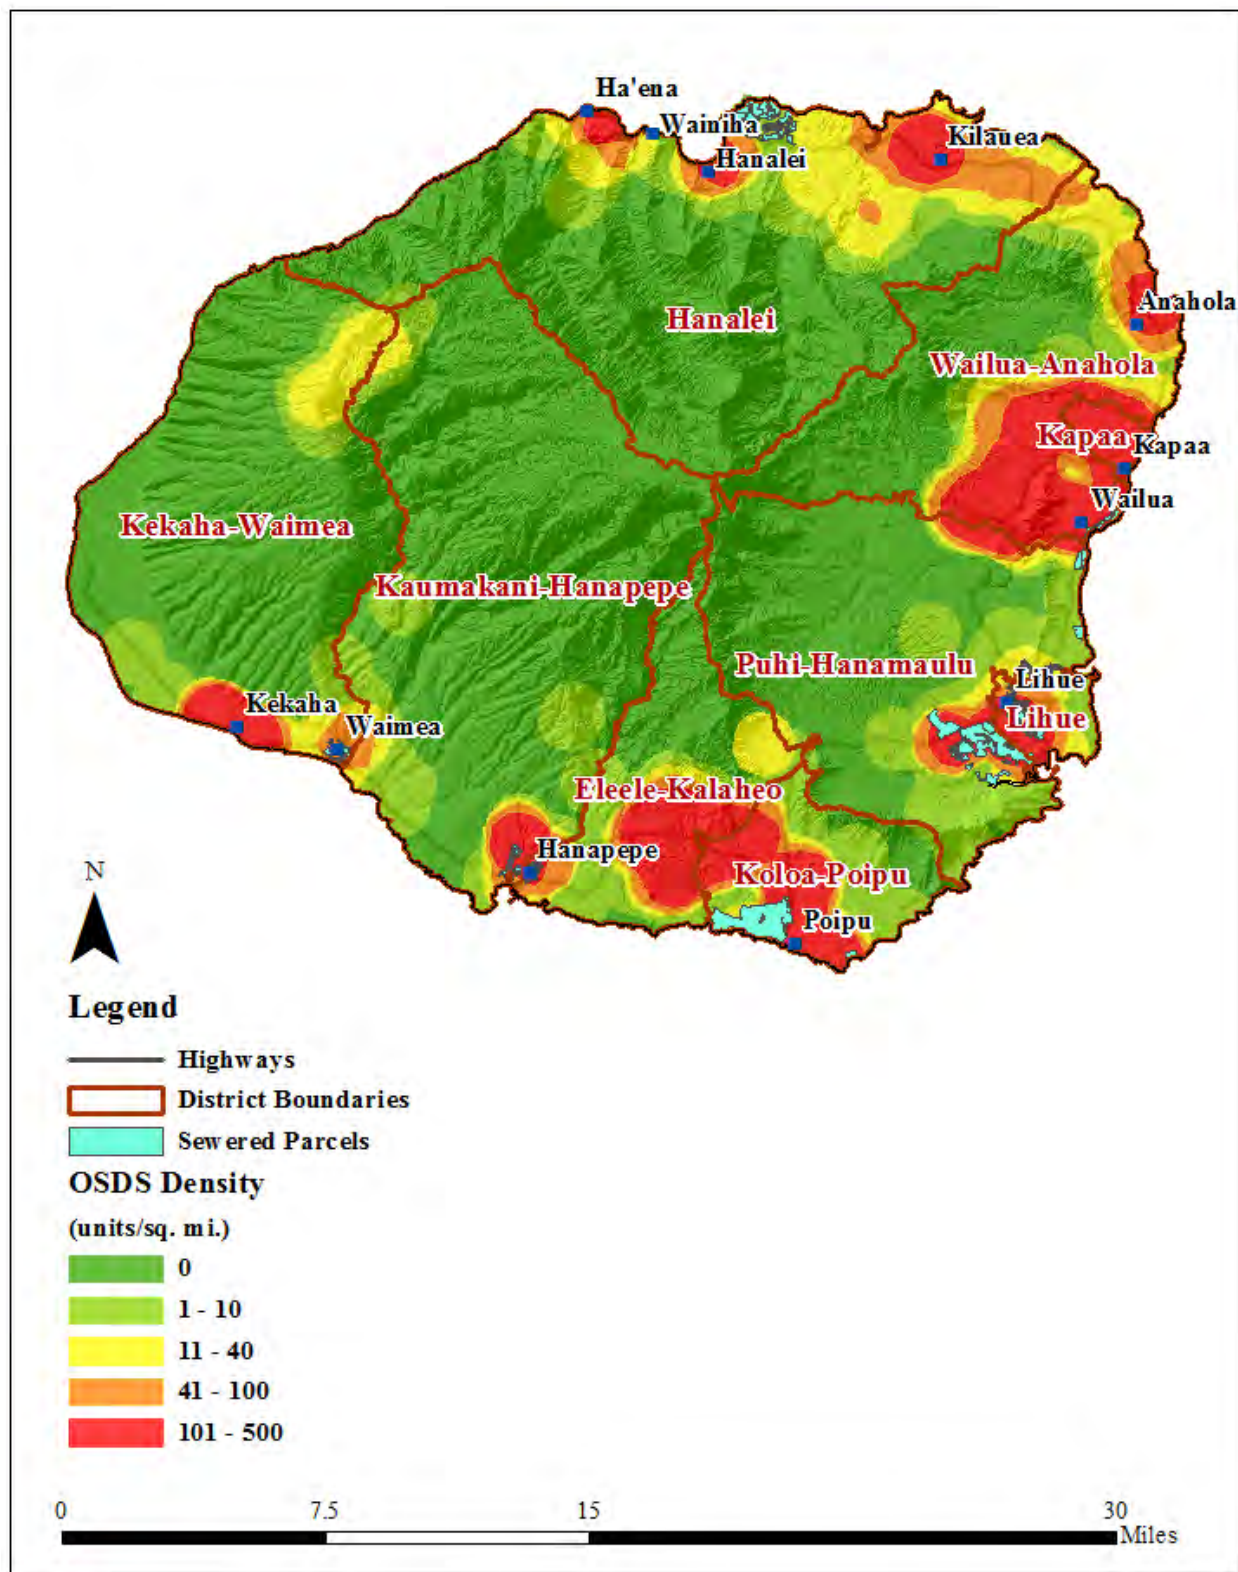 Ha'ena
Wainiha
Hanalei
Kilauea
Anahola
Hanalei
Wailua-Anahola
Kapaa
Kapaa
Wailua
Kekaha-Waimea
Kaumakani-Hanapepe
Puhi-Hanamaulu
Lihue
Lihue
Kekaha
Waimea
Eleele-Kalaheo
Hanapepe
Koloa-Poipu
Poipu
N
Legend
Highways
District Boundaries
Sewered Parcels
OSDS Density
(units/sq. mi.)
0
1 - 10
11 - 40
41 - 100
101 - 500
0 7.5 15 30
Miles